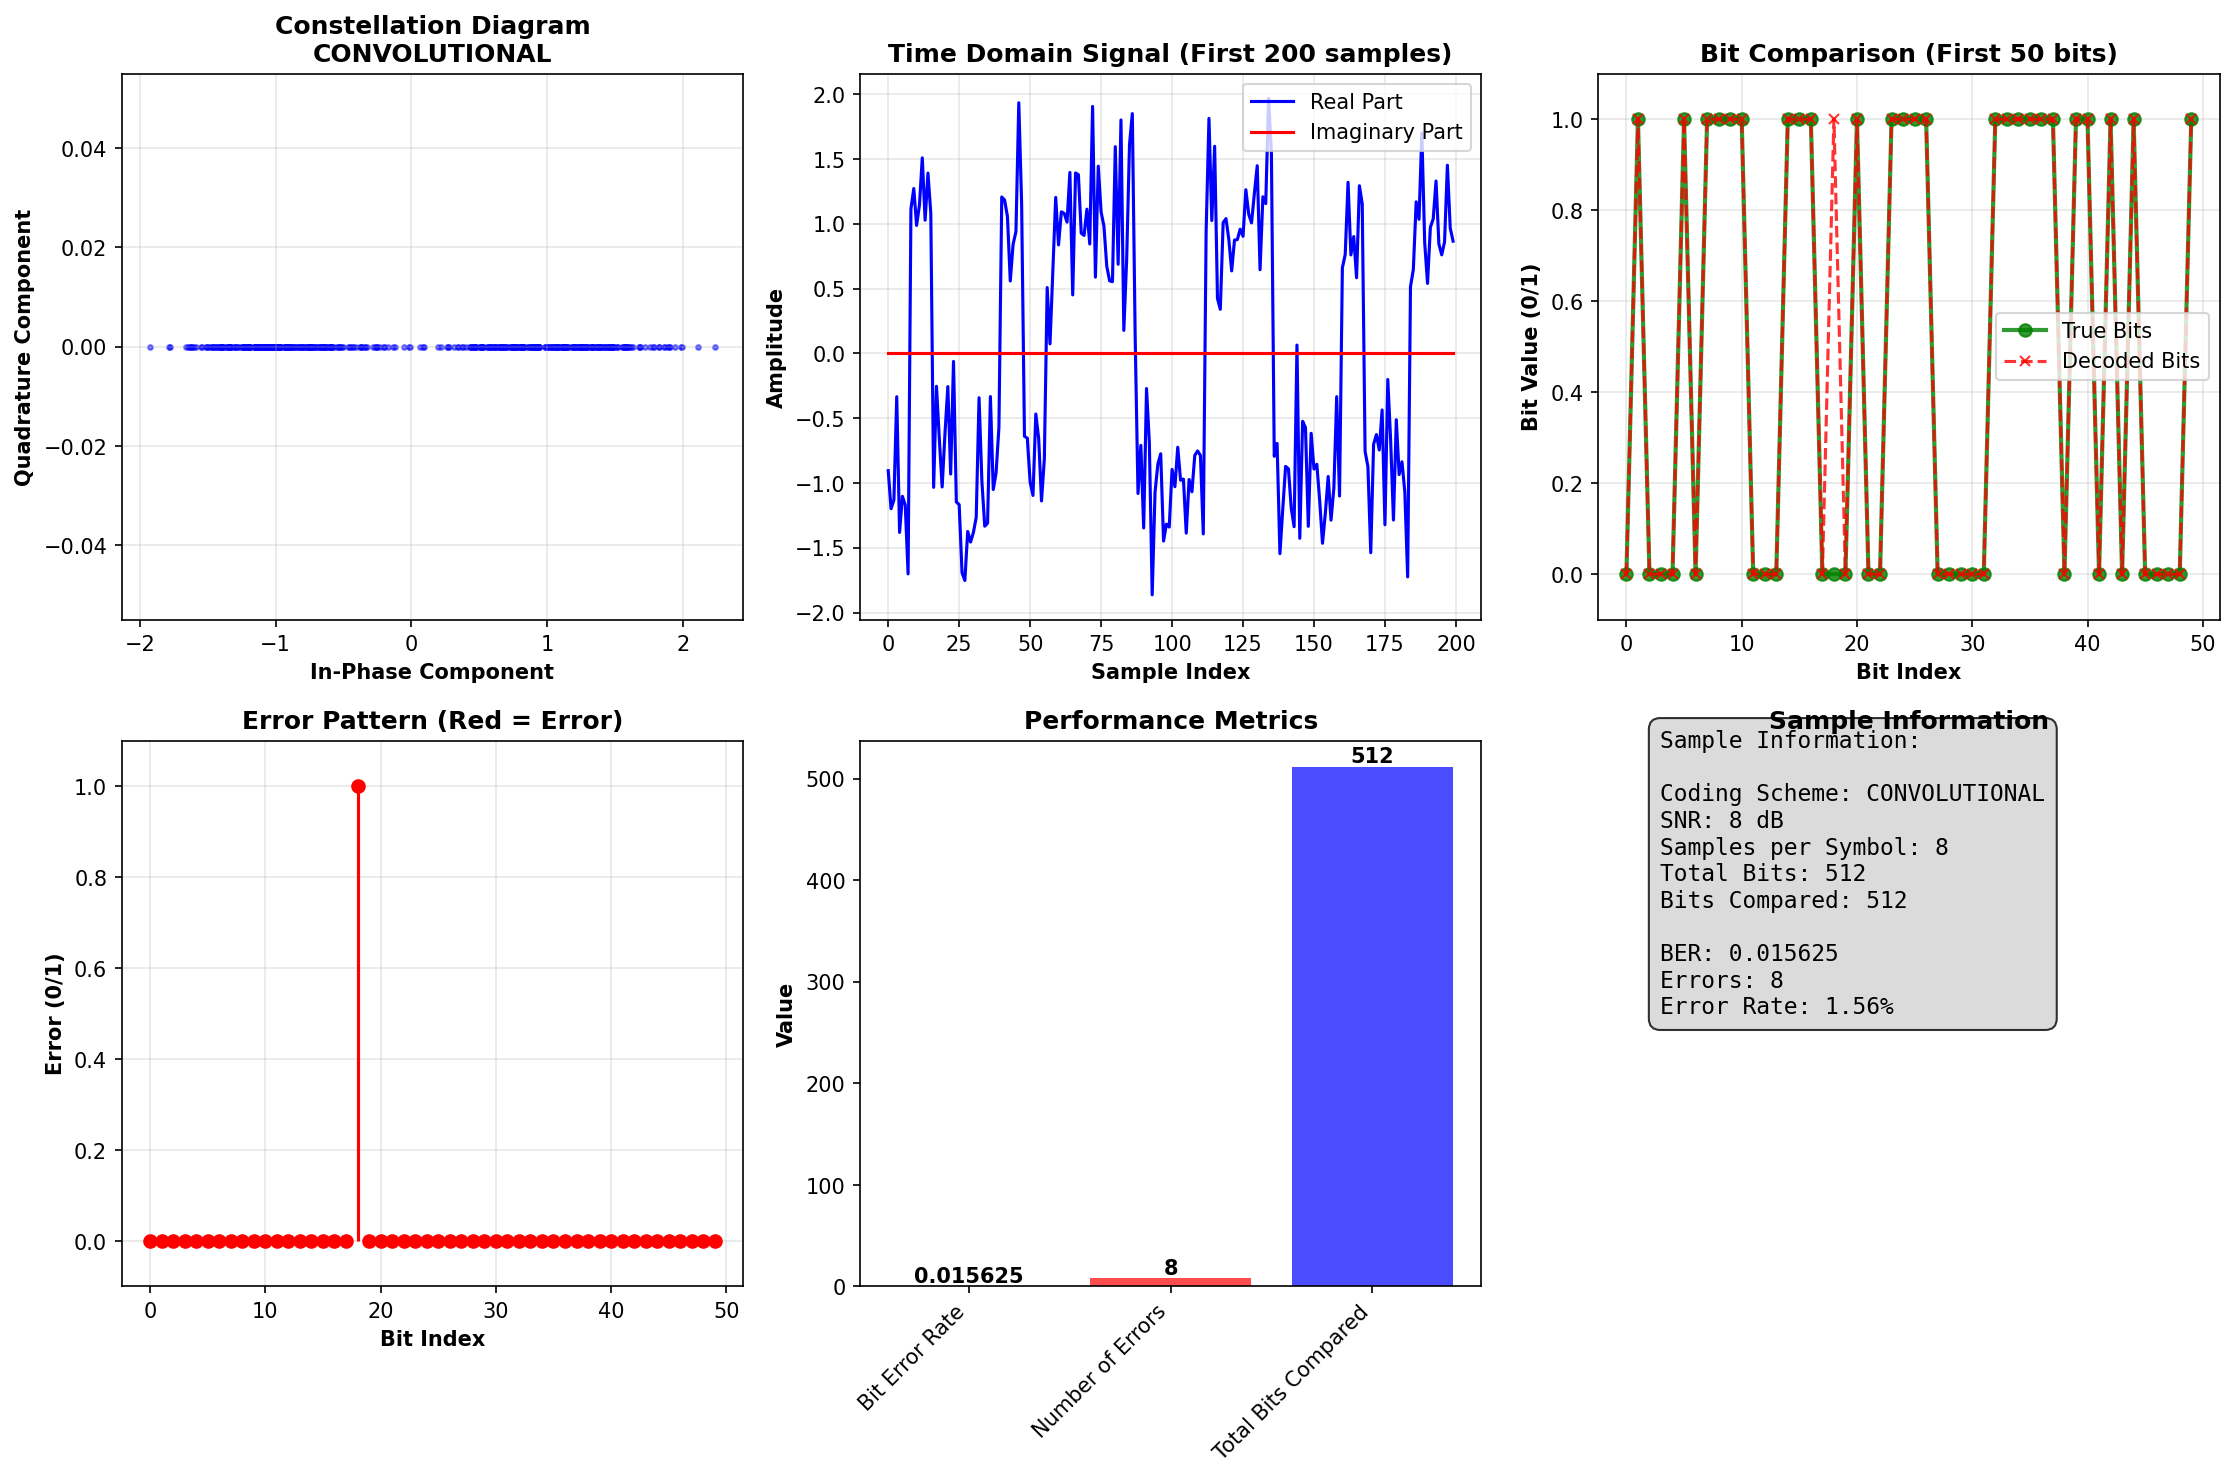 Constellation Diagram
CONVOLUTIONAL
0.04
0.02
0.00
−0.02
−0.04
Quadrature Component
−2 −1 0 1 2
In-Phase Component
Time Domain Signal (First 200 samples)
Real Part
Imaginary Part
2.0
1.5
1.0
0.5
0.0
−0.5
−1.0
−1.5
−2.0
Amplitude
0 25 50 75 100 125 150 175 200
Sample Index
Bit Comparison (First 50 bits)
1.0
0.8
0.6
0.4
0.2
0.0
Bit Value (0/1)
True Bits
Decoded Bits
0 10 20 30 40 50
Bit Index
Error Pattern (Red = Error)
1.0
0.8
0.6
0.4
0.2
0.0
Error (0/1)
0 10 20 30 40 50
Bit Index
Performance Metrics
500
400
300
200
100
0
Value
0.015625
8
512
Bit Error Rate
Number of Errors
Total Bits Compared
Sample Information
Sample Information:
Coding Scheme: CONVOLUTIONAL
SNR: 8 dB
Samples per Symbol: 8
Total Bits: 512
Bits Compared: 512
BER: 0.015625
Errors: 8
Error Rate: 1.56%